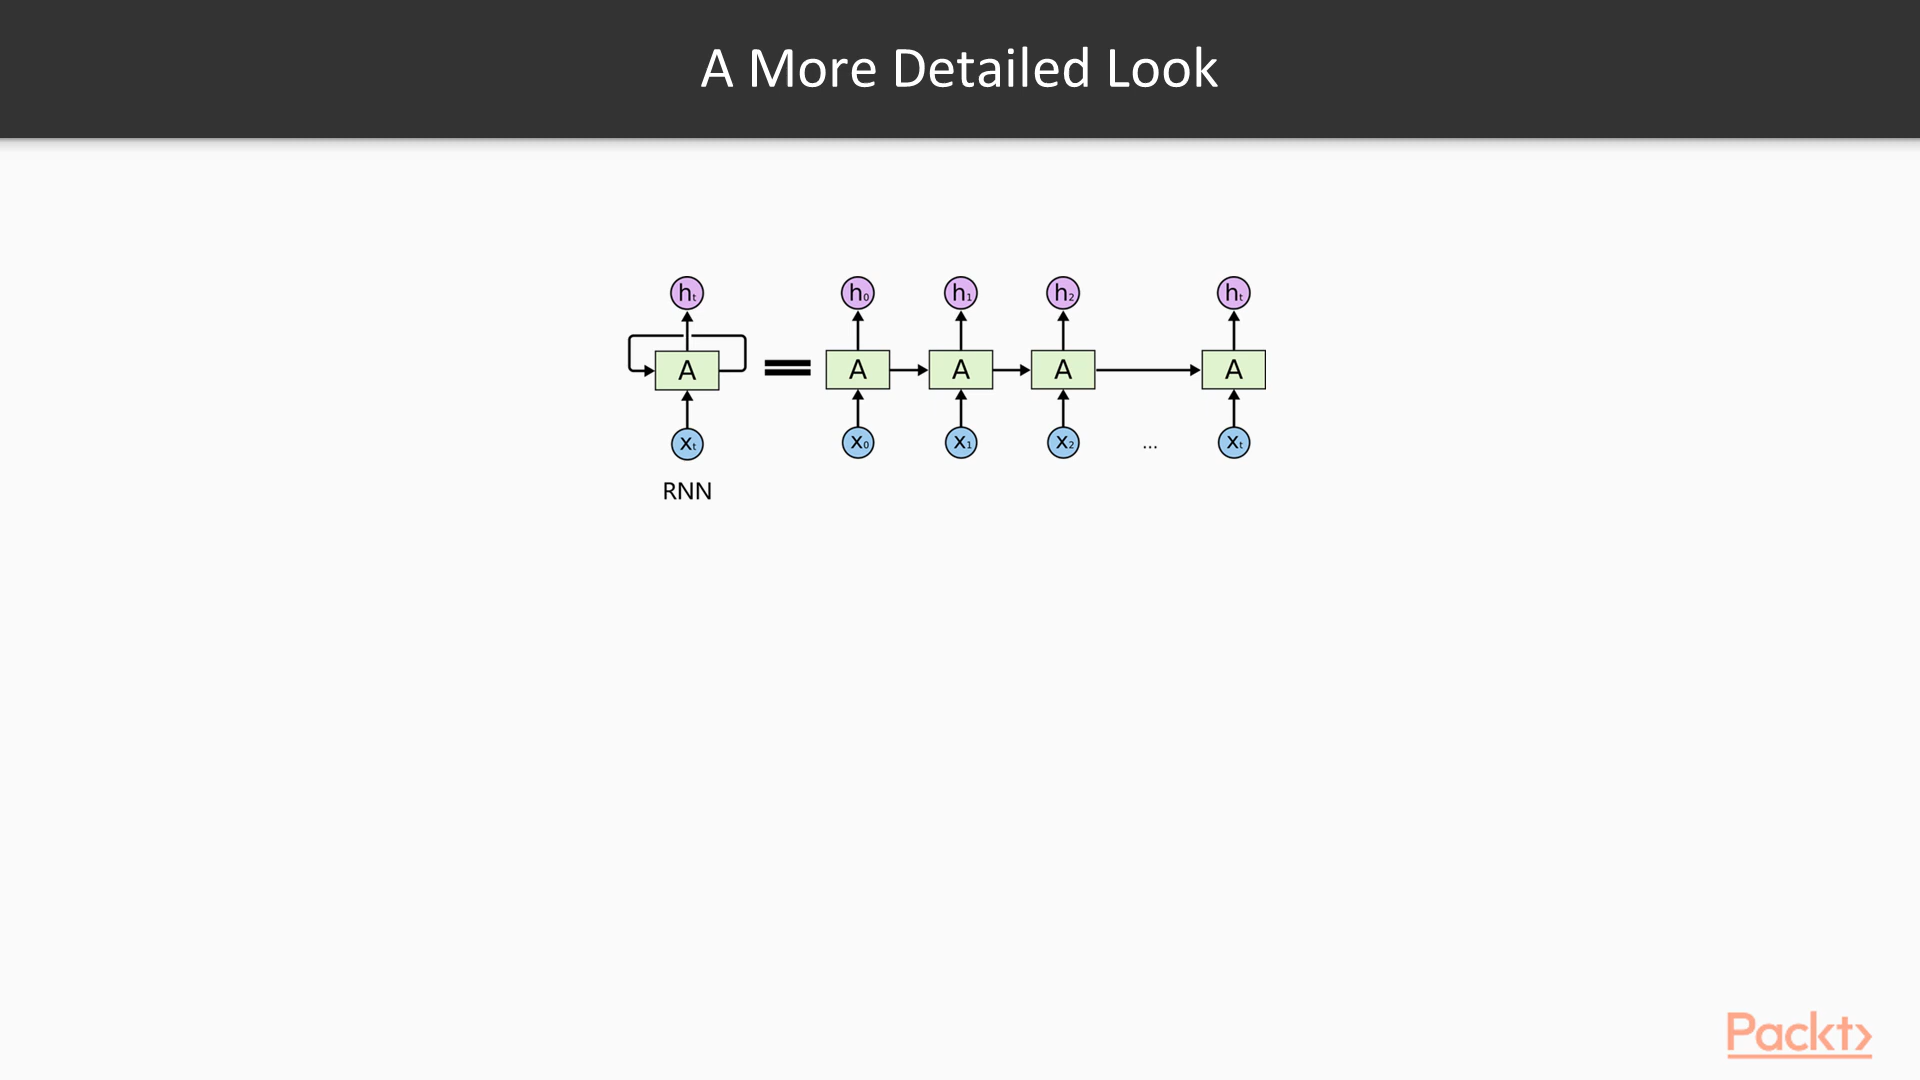 A More Detailed Look
hₜ h₀ h₁ h₂ hₜ
A A A A A
xₜ x₀ x₁ x₂ ... xₜ
RNN
Packt>